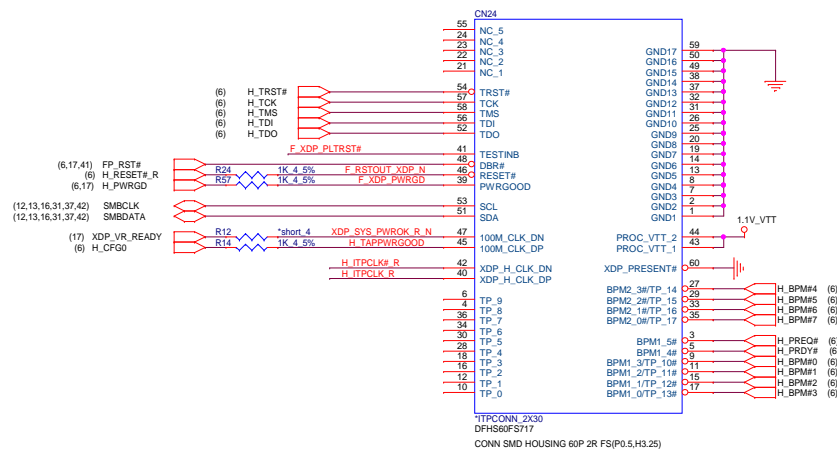 CN24
55 NC_5
24 NC_4
23 NC_3
22 NC_2
21 NC_1
(6) H_TRST# 54 TRST#
(6) H_TCK 57 TCK
(6) H_TMS 58 TMS
(6) H_TDI 56 TDI
(6) H_TDO 52 TDO
F_XDP_PLTRST# 41 TESTINB
(6,17,41) FP_RST# 48 DBR#
(6) H_RESET#_R R24 1K_4_5% F_RSTOUT_XDP_N 46 RESET#
(6,17) H_PWRGD R57 1K_4_5% F_XDP_PWRGD 39 PWRGOOD
(12,13,16,31,37,42) SMBCLK 53 SCL
(12,13,16,31,37,42) SMBDATA 51 SDA
(17) XDP_VR_READY R12 *short_4 XDP_SYS_PWROK_R_N 47 100M_CLK_DN
(6) H_CFG0 R14 1K_4_5% H_TAPPWRGOOD 45 100M_CLK_DP
H_ITPCLK#_R 42 XDP_H_CLK_DN
H_ITPCLK_R 40 XDP_H_CLK_DP
6 TP_9
4 TP_8
36 TP_7
34 TP_6
30 TP_5
28 TP_4
18 TP_3
16 TP_2
12 TP_1
10 TP_0
GND17 59
GND16 50
GND15 49
GND14 38
GND13 37
GND12 32
GND11 31
GND10 26
GND9 25
GND8 20
GND7 19
GND6 14
GND5 13
GND4 8
GND3 7
GND2 2
GND1 1
1.1V_VTT
PROC_VTT_2 44
PROC_VTT_1 43
XDP_PRESENT# 60
BPM2_3#/TP_14 27 H_BPM#4 (6)
BPM2_2#/TP_15 29 H_BPM#5 (6)
BPM2_1#/TP_16 33 H_BPM#6 (6)
BPM2_0#/TP_17 35 H_BPM#7 (6)
BPM1_5# 3 H_PREQ# (6)
BPM1_4# 5 H_PRDY# (6
BPM1_3#/TP_10# 9 H_BPM#0 (6)
BPM1_2/TP_11# 11 H_BPM#1 (6)
BPM1_1/TP_12# 15 H_BPM#2 (6)
BPM1_0/TP_13# 17 H_BPM#3 (6)
*ITPCONN_2X30
DFHS60FS717
CONN SMD HOUSING 60P 2R FS(P0.5,H3.25)